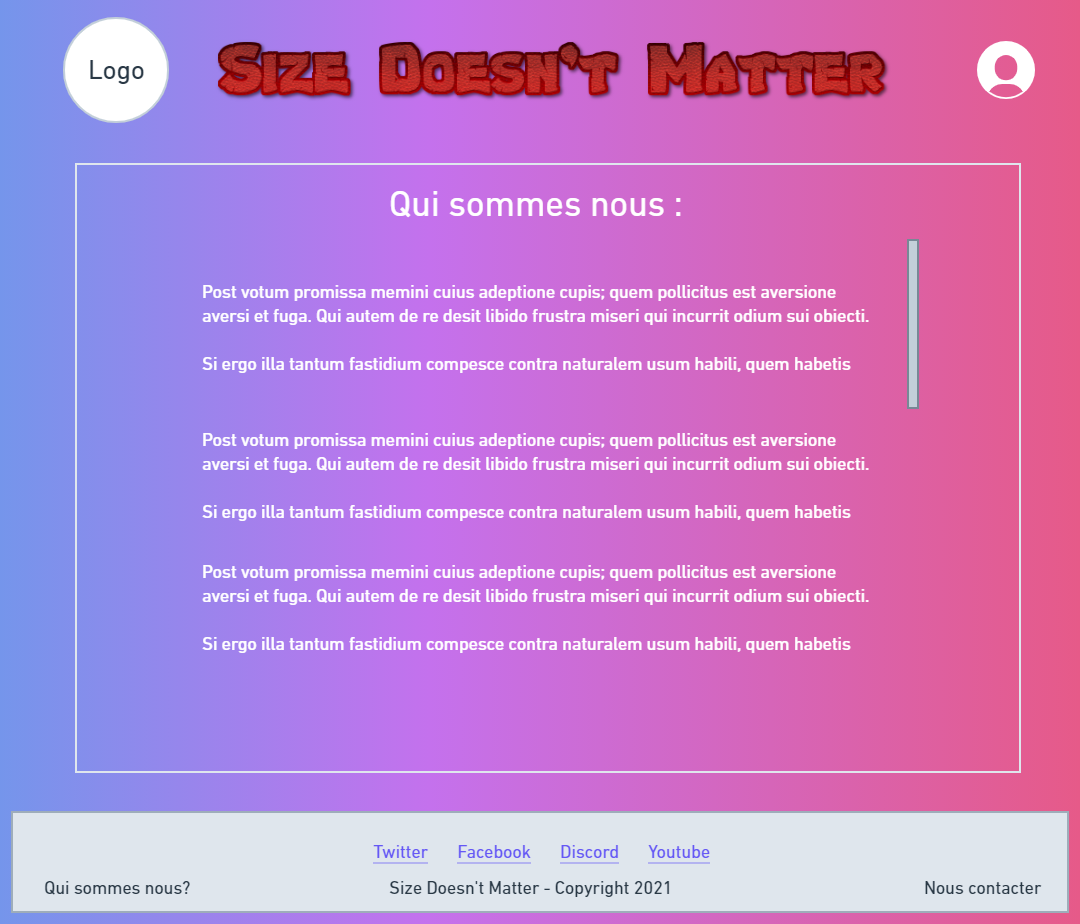 Logo
Size Doesn't Matter
Qui sommes nous :
Post votum promissa memini cuius adeptione cupis; quem pollicitus est aversione
aversi et fuga. Qui autem de re desit libido frustra miseri qui incurrit odium sui obiecti.
Si ergo illa tantum fastidium compesce contra naturalem usum habili, quem habetis
Post votum promissa memini cuius adeptione cupis; quem pollicitus est aversione
aversi et fuga. Qui autem de re desit libido frustra miseri qui incurrit odium sui obiecti.
Si ergo illa tantum fastidium compesce contra naturalem usum habili, quem habetis
Post votum promissa memini cuius adeptione cupis; quem pollicitus est aversione
aversi et fuga. Qui autem de re desit libido frustra miseri qui incurrit odium sui obiecti.
Si ergo illa tantum fastidium compesce contra naturalem usum habili, quem habetis
Twitter Facebook Discord Youtube
Qui sommes nous? Size Doesn't Matter - Copyright 2021 Nous contacter